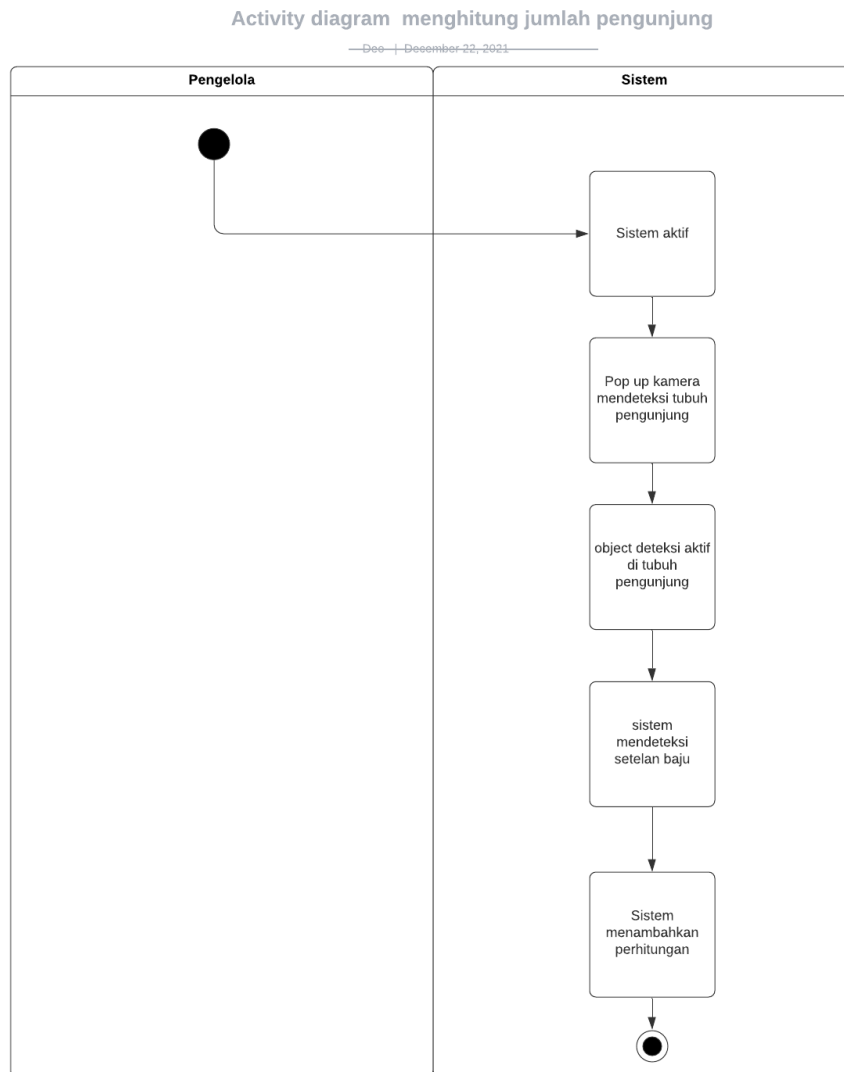 Activity diagram menghitung jumlah pengunjung
Deo | December 22, 2021
Pengelola
Sistem
Sistem aktif
Pop up kamera
mendeteksi tubuh
pengunjung
object deteksi aktif
di tubuh
pengunjung
sistem
mendeteksi
setelan baju
Sistem
menambahkan
perhitungan